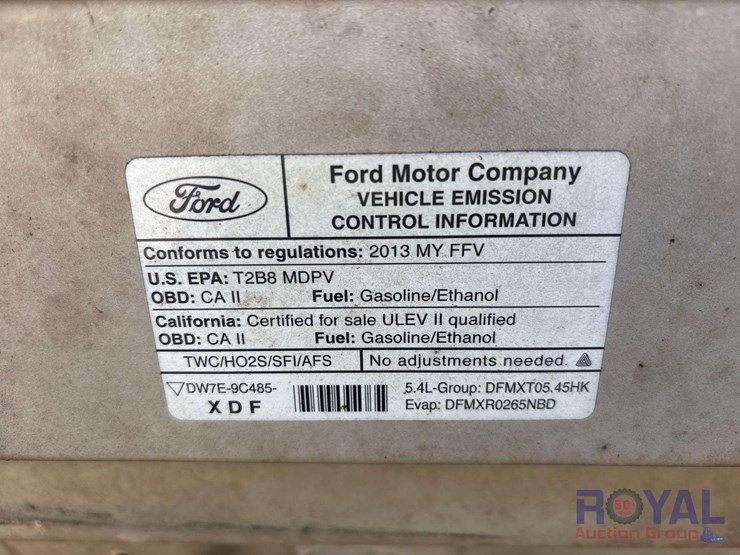 Ford
Ford Motor Company
VEHICLE EMISSION
CONTROL INFORMATION
Conforms to regulations: 2013 MY FFV
U.S. EPA: T2B8 MDPV
OBD: CA II Fuel: Gasoline/Ethanol
California: Certified for sale ULEV II qualified
OBD: CA II Fuel: Gasoline/Ethanol
TWC/HO2S/SFI/AFS No adjustments needed.
DW7E-9C485-
XDF
5.4L-Group: DFMXT05.45HK
Evap: DFMXR0265NBD
50
ROYAL
Auction Group